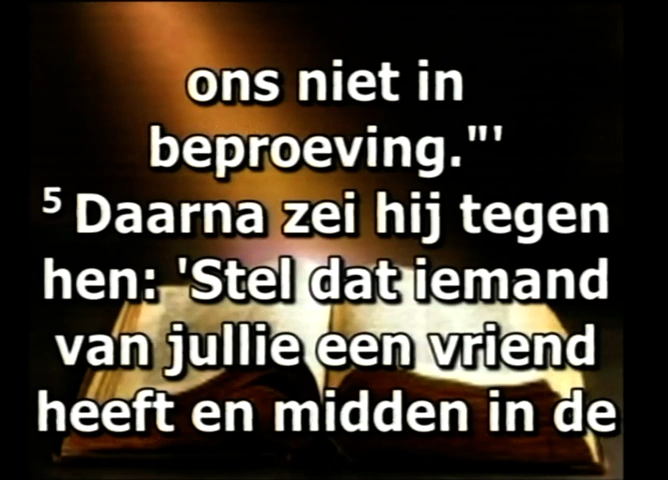 ons niet in
beproeving."'
5 Daarna zei hij tegen
hen: 'Stel dat iemand
van jullie een vriend
heeft en midden in de